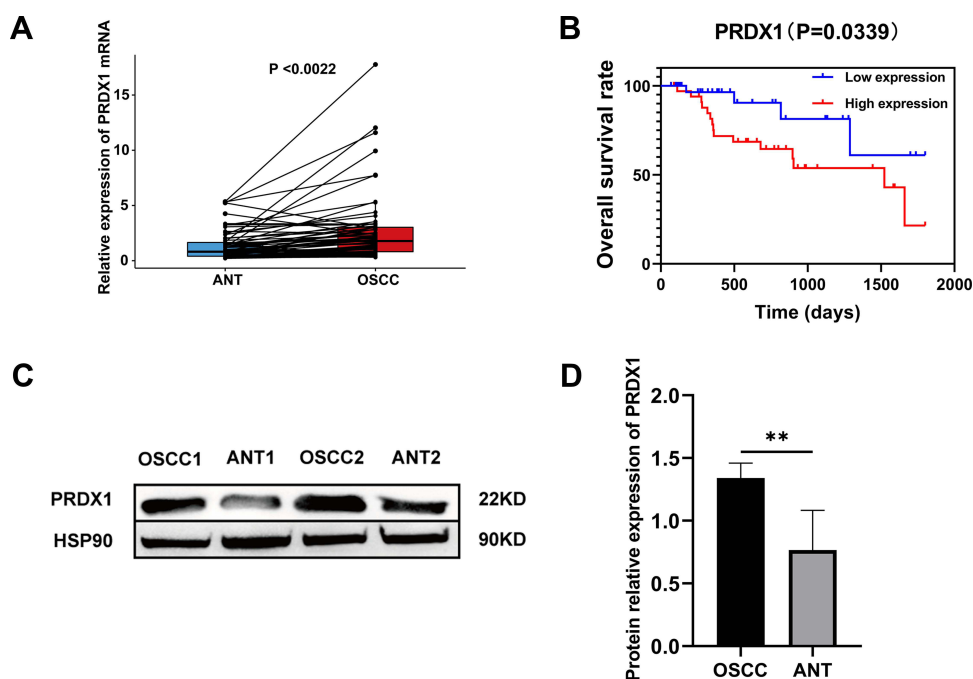 A
Relative expression of PRDX1 mRNA
P <0.0022
15
10
5
0
ANT OSCC
B
PRDX1(P=0.0339)
Overall survival rate
100
50
0
Low expression
High expression
0 500 1000 1500 2000
Time (days)
C
OSCC1 ANT1 OSCC2 ANT2
PRDX1 22KD
HSP90 90KD
D
Protein relative expression of PRDX1
2.0
1.5
1.0
0.5
0.0
**
OSCC ANT